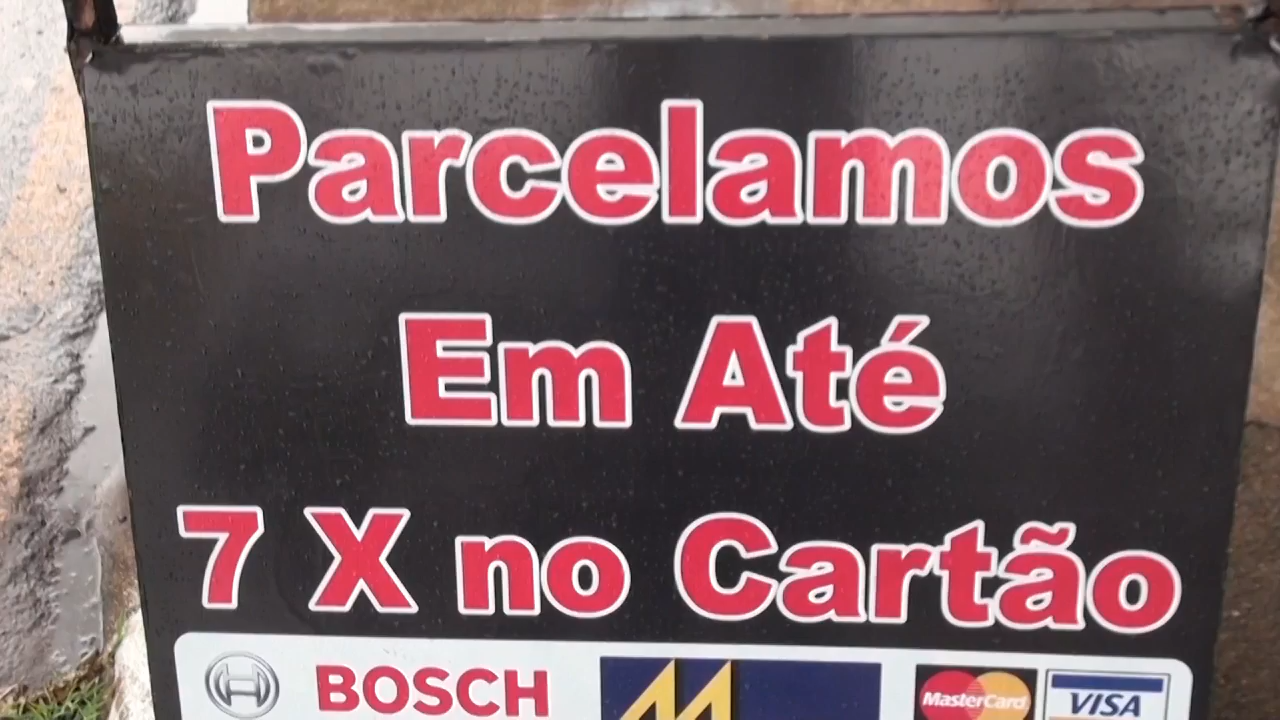 Parcelamos
Em Até
7 X no Cartão
BOSCH
MasterCard
VISA